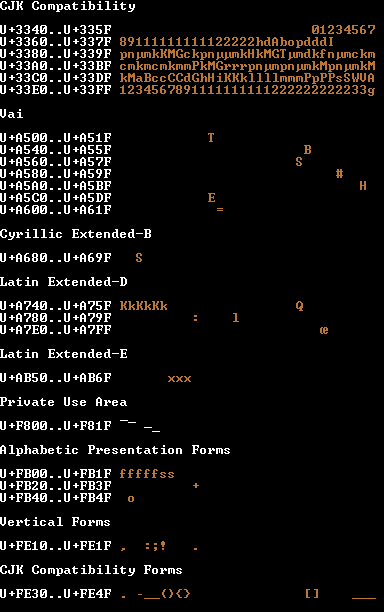 CJK Compatibility
U+3340..U+335F                         01234567
U+3360..U+337F 89111111111122222hdAbopdddI
U+3380..U+339F pnµmkKMGckpnµµmkHkMGTµmdkfnµmckm
U+33A0..U+33BF cmkmcmkmmPkMGrrrpnµmpnµmkMpnµmkM
U+33C0..U+33DF kMaBccCCdGhHiKKkllllmmmPpPPsSWVA
U+33E0..U+33FF 1234567891111111111222222222233g
Vai
U+A500..U+A51F            T
U+A540..U+A55F                        B
U+A560..U+A57F                       S
U+A580..U+A59F                            #
U+A5A0..U+A5BF                               H
U+A5C0..U+A5DF            E
U+A600..U+A61F             =
Cyrillic Extended-B
U+A680..U+A69F   S
Latin Extended-D
U+A740..U+A75F KkKkKk                Q
U+A780..U+A79F          :    l
U+A7E0..U+A7FF                          œ
Latin Extended-E
U+AB50..U+AB6F       xxx
Private Use Area
U+F800..U+F81F
Alphabetic Presentation Forms
U+FB00..U+FB1F fffffss
U+FB20..U+FB3F          +
U+FB40..U+FB4F  o
Vertical Forms
U+FE10..U+FE1F ,  :;!   .
CJK Compatibility Forms
U+FE30..U+FE4F . -__(){}              []    ___